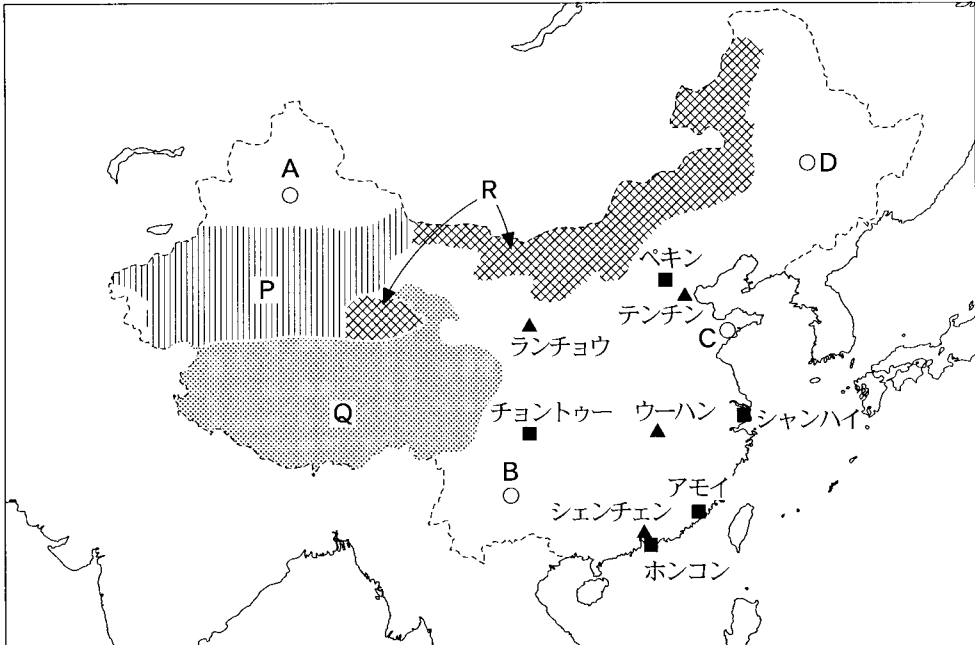 A
D
R
P
ペキン
テンチン
C
ランチョウ
Q
チョントゥー
ウーハン
シャンハイ
B
アモイ
シェンチェン
ホンコン